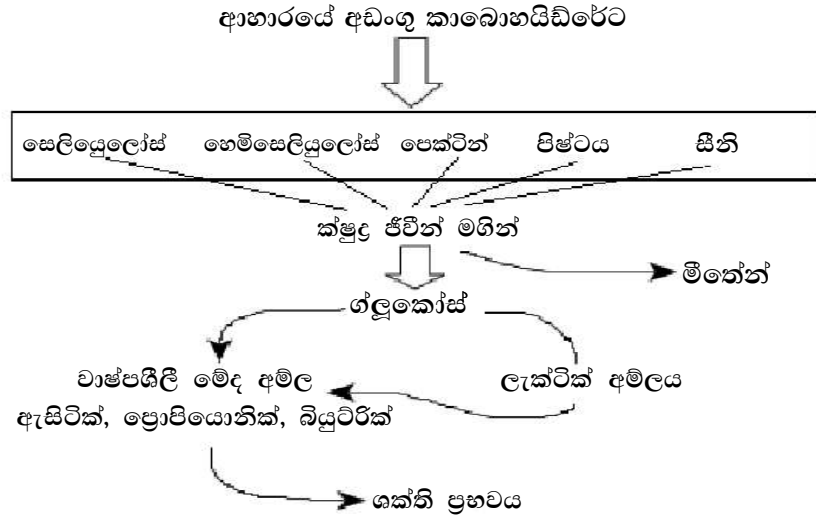 ආහාරයේ අඩංගු කාබොහයිඩ්රේට
සෙලියෙුලෝස් හෙමිසෙලියුලෝස් පෙක්ටින් පිෂ්ටය සීනි
ක්ෂුද්‍ර ජීවීන් මගින්
මීතේන්
ග්ලූකෝස්
වාෂ්පශීලී මේද අම්ල ලැක්ටික් අම්ලය
ඇසිටික්, ප්‍රොපියොනික්, බියුට්රික්
ශක්ති ප්‍රභවය